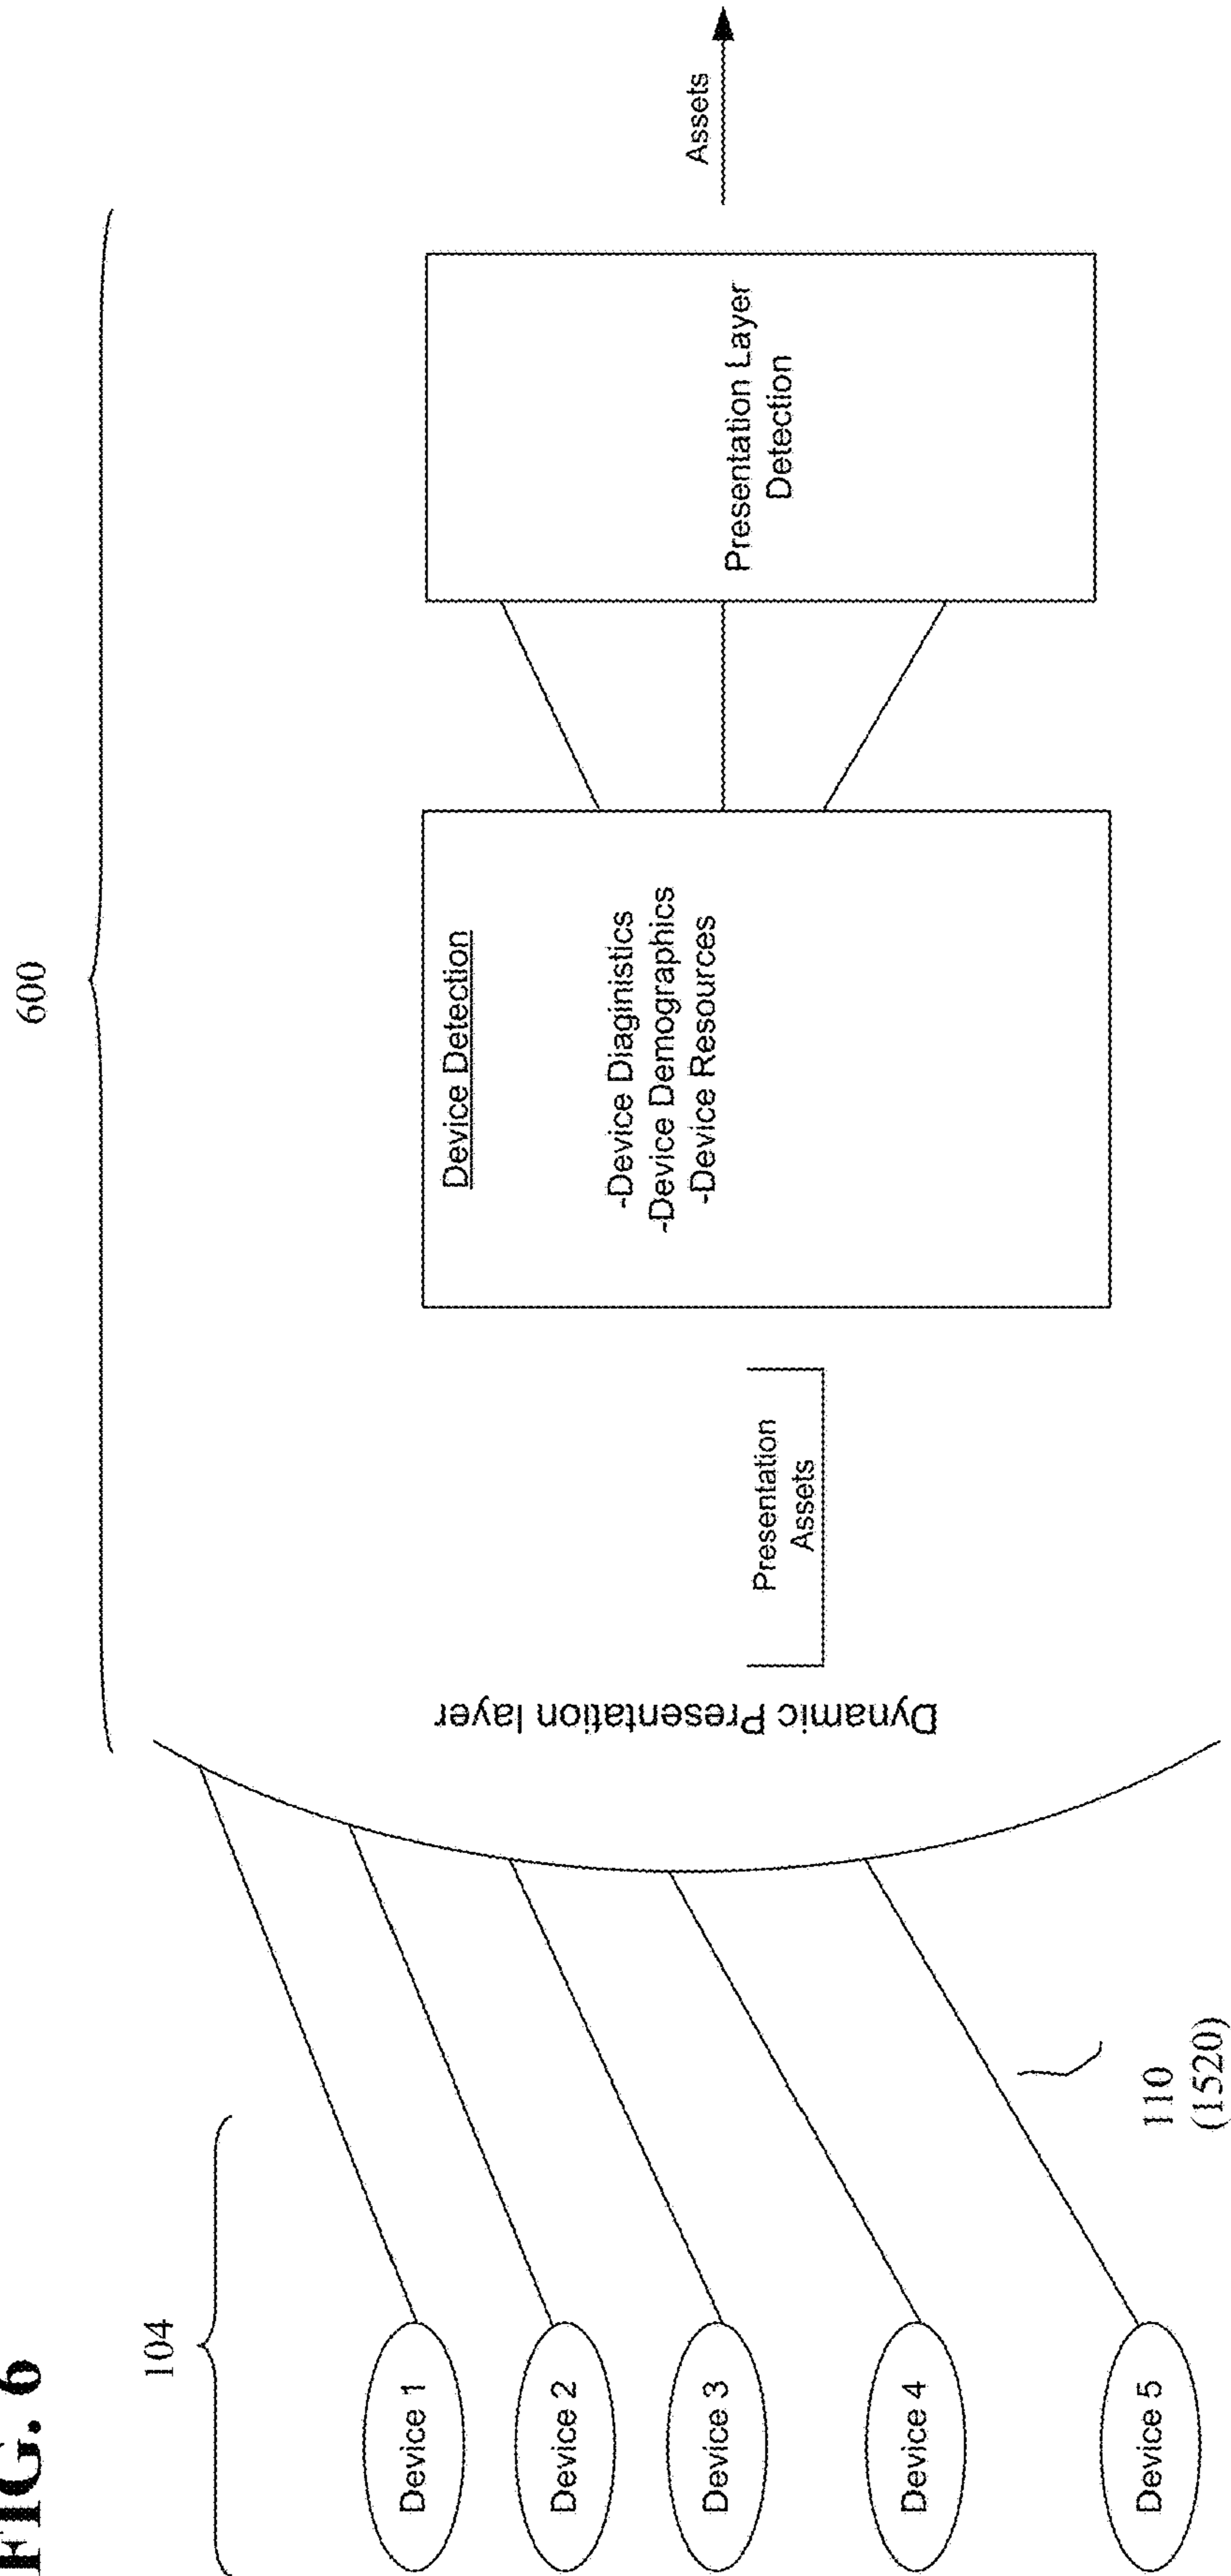 FIG. 6
600
104
Device 1
Device 2
Device 3
Device 4
Device 5
110
(1520)
Dynamic Presentation layer
Presentation
Assets
Device Detection
-Device Diaginistics
-Device Demographics
-Device Resources
Presentation Layer
Detection
Assets